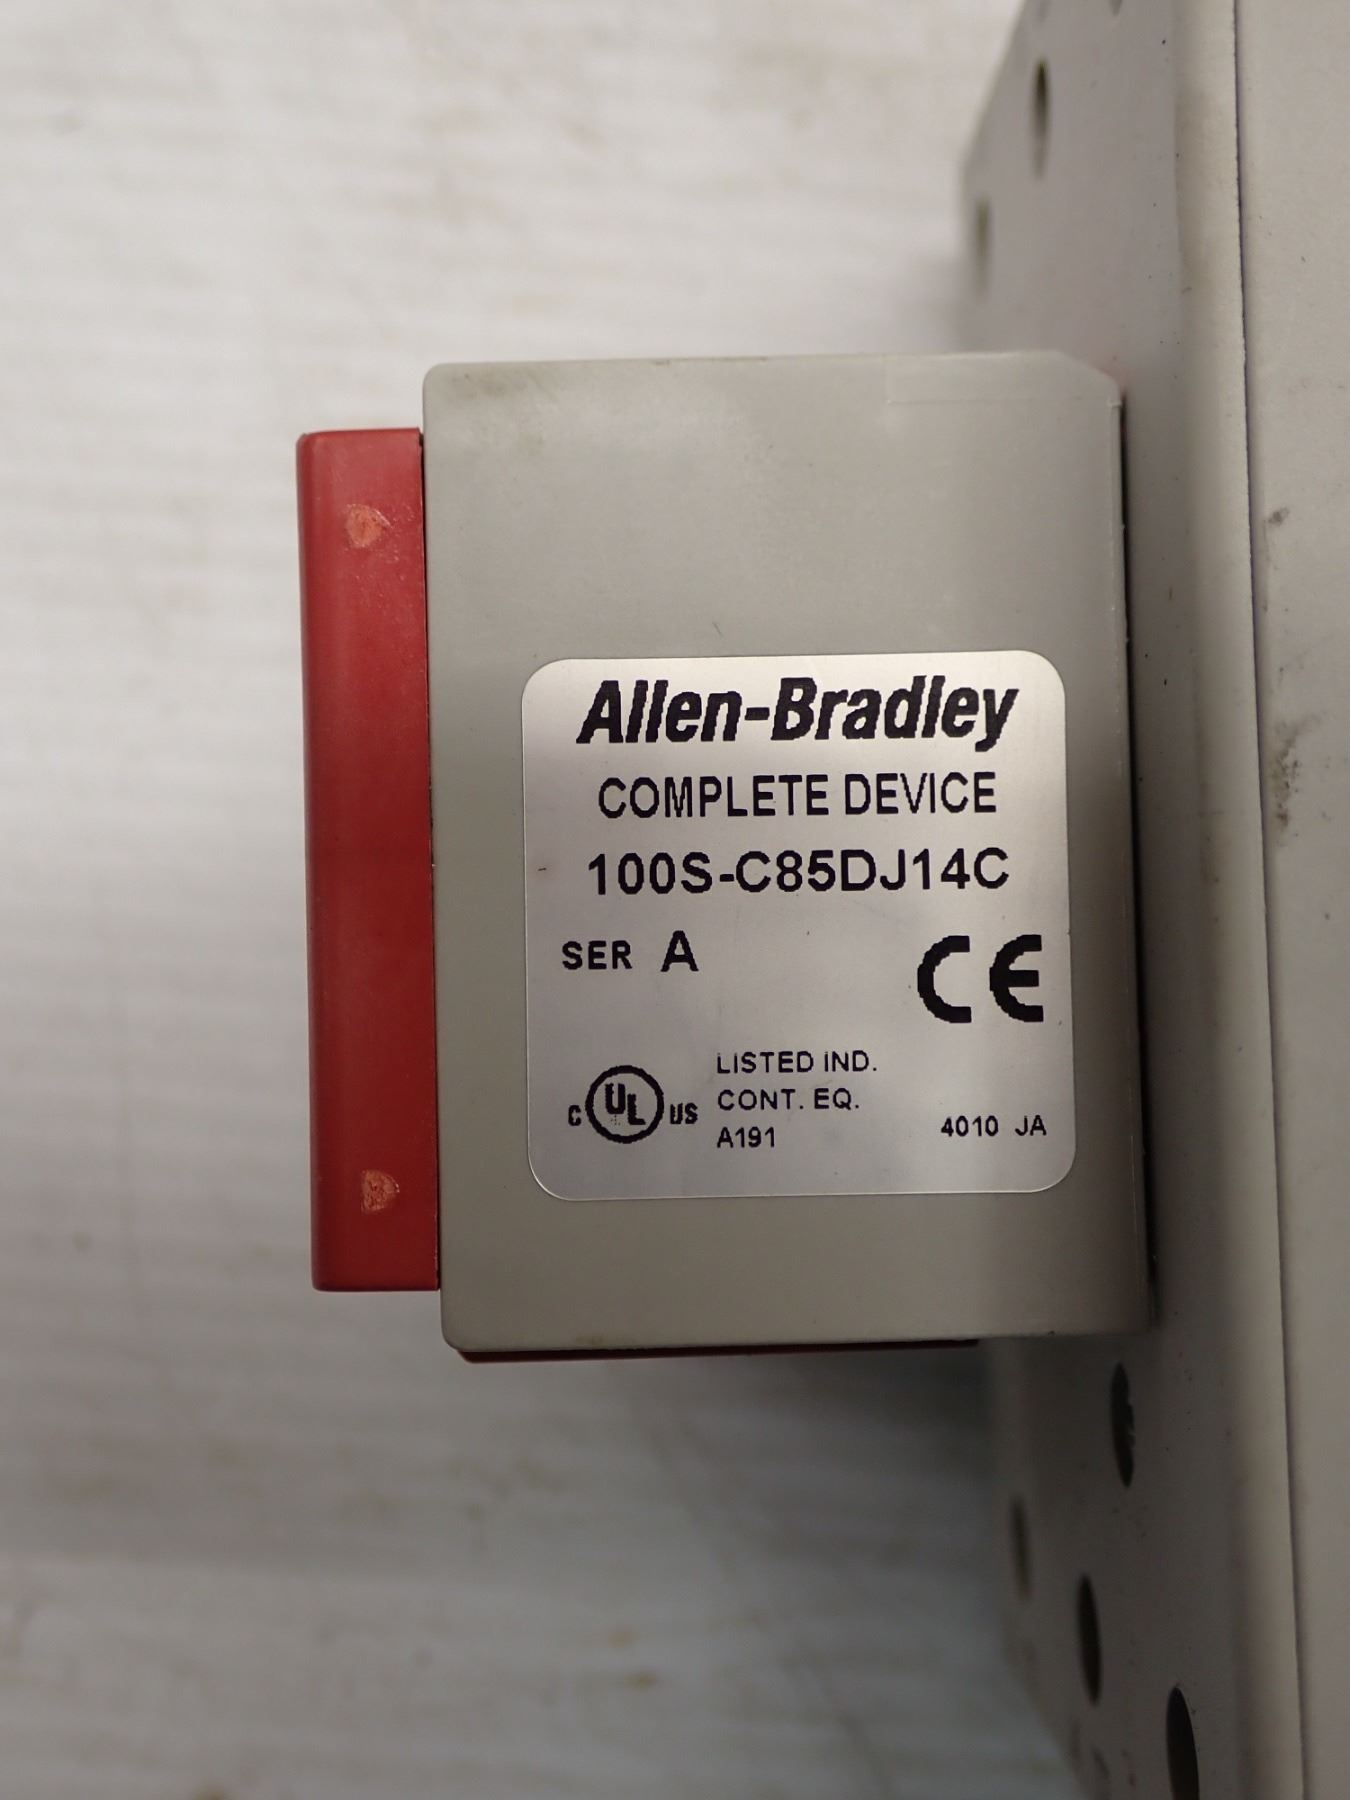 Allen-Bradley
COMPLETE DEVICE
100S-C85DJ14C
SER A
CE
C UL US
LISTED IND.
CONT. EQ.
A191
4010 JA